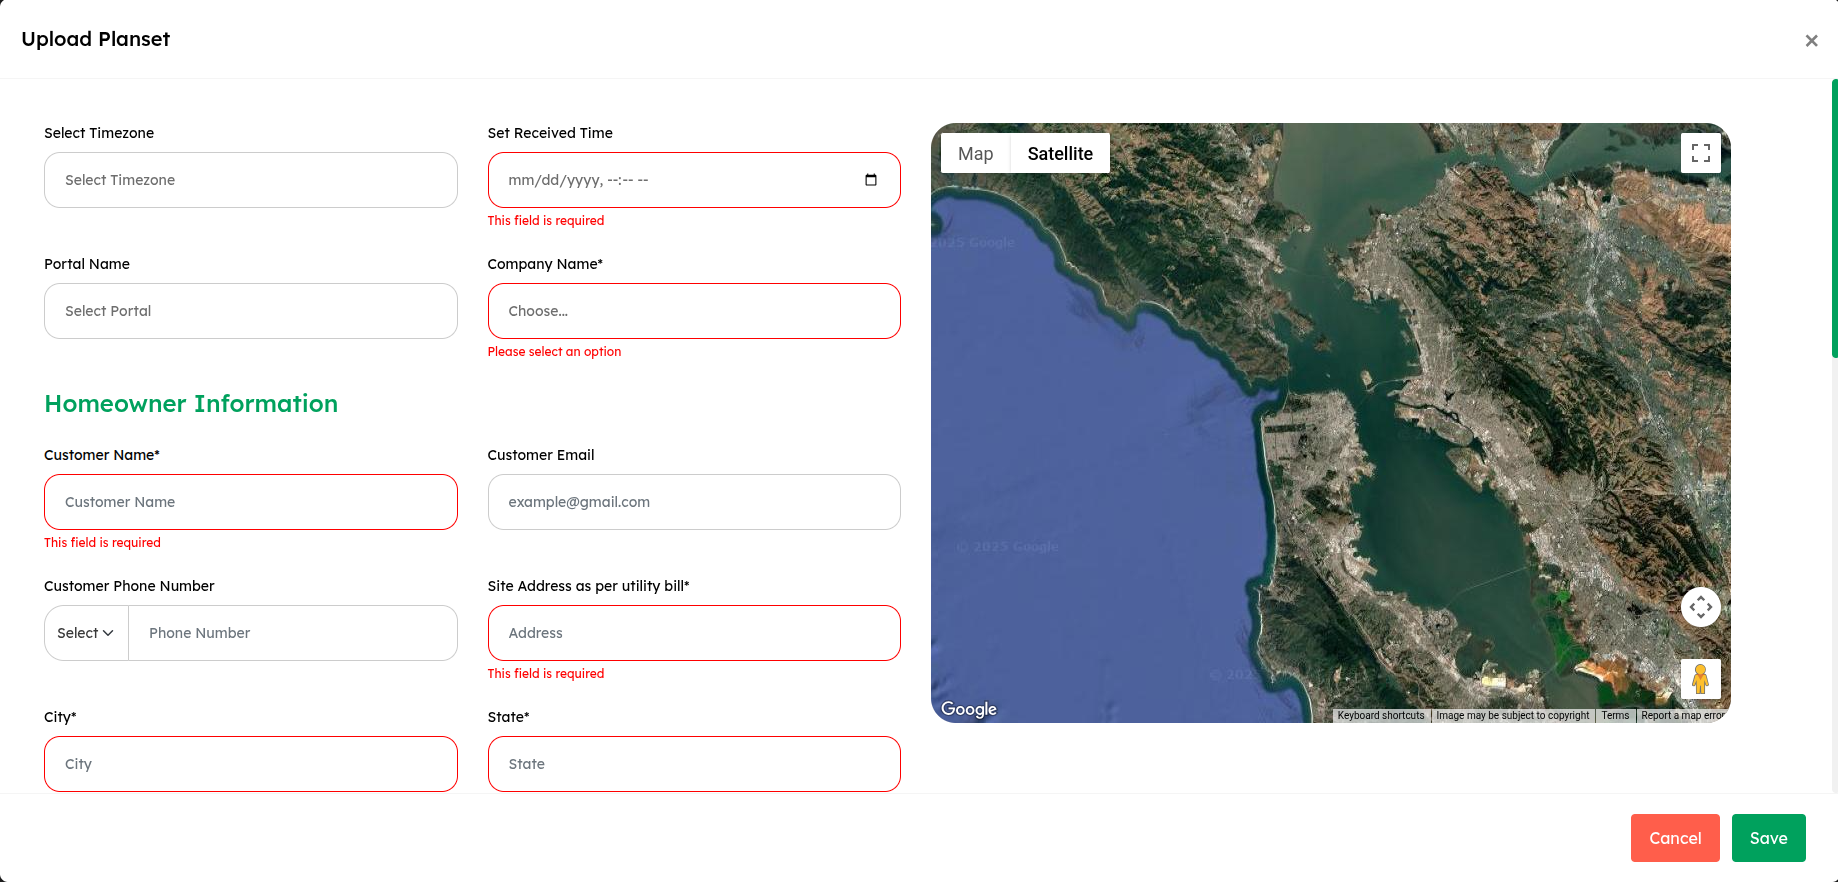 Upload Planset
×
Select Timezone
Select Timezone
Set Received Time
mm/dd/yyyy, --:-- --
This field is required
Portal Name
Select Portal
Company Name*
Choose...
Please select an option
Homeowner Information
Customer Name*
Customer Name
This field is required
Customer Email
example@gmail.com
Customer Phone Number
Select
Phone Number
Site Address as per utility bill*
Address
This field is required
City*
City
State*
State
Map
Satellite
2025 Google
© 2025 Google
Google
Keyboard shortcuts
Image may be subject to copyright
Terms
Report a map error
Cancel
Save